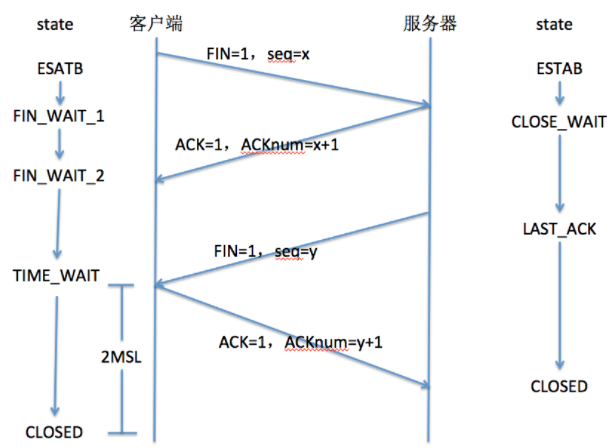 state 客户端 服务器 state
FIN=1，seq=x
ESATB ESTAB
FIN_WAIT_1 CLOSE_WAIT
ACK=1，ACKnum=x+1
FIN_WAIT_2
LAST_ACK
FIN=1，seq=y
TIME_WAIT
ACK=1，ACKnum=y+1
2MSL
CLOSED
CLOSED